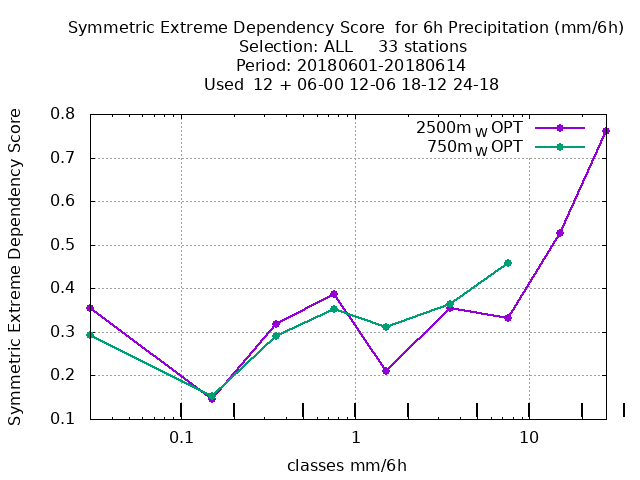 Symmetric Extreme Dependency Score  for 6h Precipitation (mm/6h)
Selection: ALL     33 stations
Period: 20180601-20180614
Used  12 + 06-00 12-06 18-12 24-18
Symmetric Extreme Dependency Score
0.8
0.7
0.6
0.5
0.4
0.3
0.2
0.1
2500m W OPT
750m W OPT
0.1
1
10
classes mm/6h